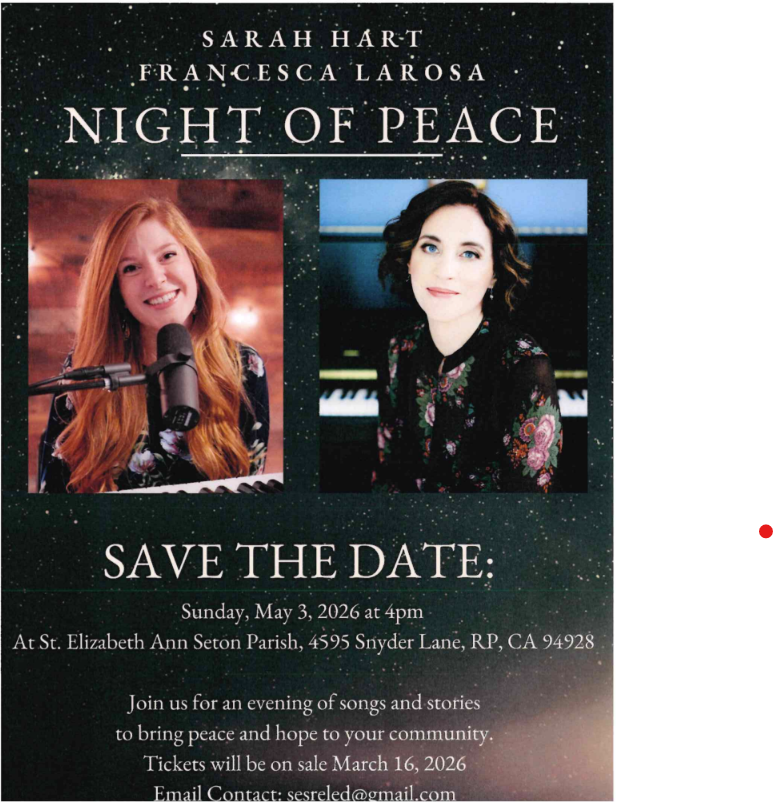 SARAH HART
FRANCESCA LAROSA
NIGHT OF PEACE
SAVE THE DATE:
Sunday, May 3, 2026 at 4pm
At St. Elizabeth Ann Seton Parish, 4595 Snyder Lane, RP, CA 94928
Join us for an evening of songs and stories
to bring peace and hope to your community.
Tickets will be on sale March 16, 2026
Email Contact: sesreled@gmail.com